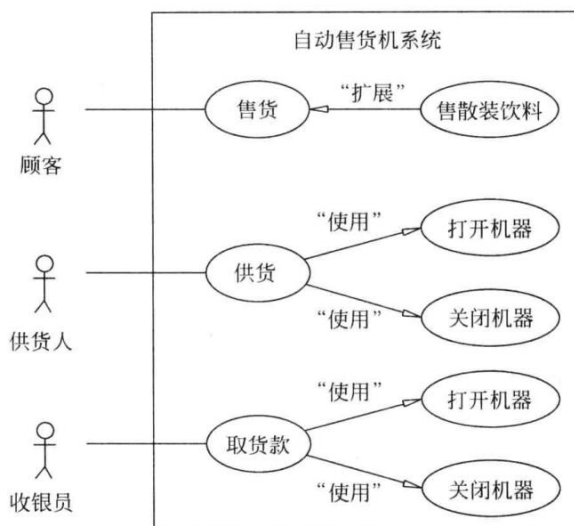 自动售货机系统
“扩展”
售货
售散装饮料
顾客
“使用”
打开机器
供货
供货人
“使用”
关闭机器
“使用”
打开机器
取货款
收银员
“使用”
关闭机器